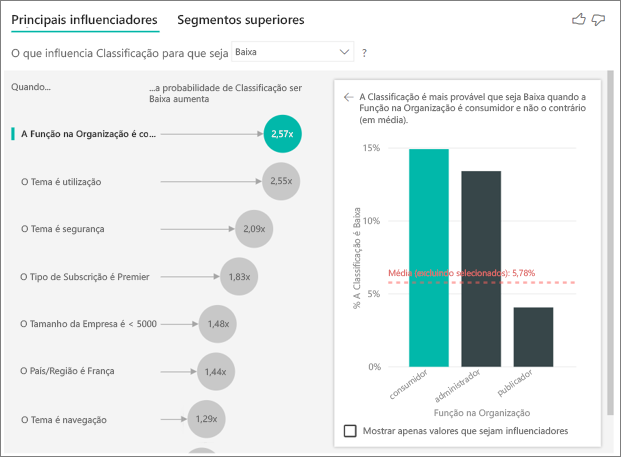 Principais influenciadores
Segmentos superiores
O que influencia Classificação para que seja
Baixa
?
Quando...
...a probabilidade de Classificação ser
Baixa aumenta
A Função na Organização é co...
2,57x
O Tema é utilização
2,55x
O Tema é segurança
2,09x
O Tipo de Subscrição é Premier
1,83x
O Tamanho da Empresa é < 5000
1,48x
O País/Região é França
1,44x
O Tema é navegação
1,29x
A Classificação é mais provável que seja Baixa quando a
Função na Organização é consumidor e não o contrário
(em média).
% A Classificação é Baixa
15%
10%
5%
0%
Média (excluindo selecionados): 5,78%
consumidor
administrador
publicador
Função na Organização
Mostrar apenas valores que sejam influenciadores